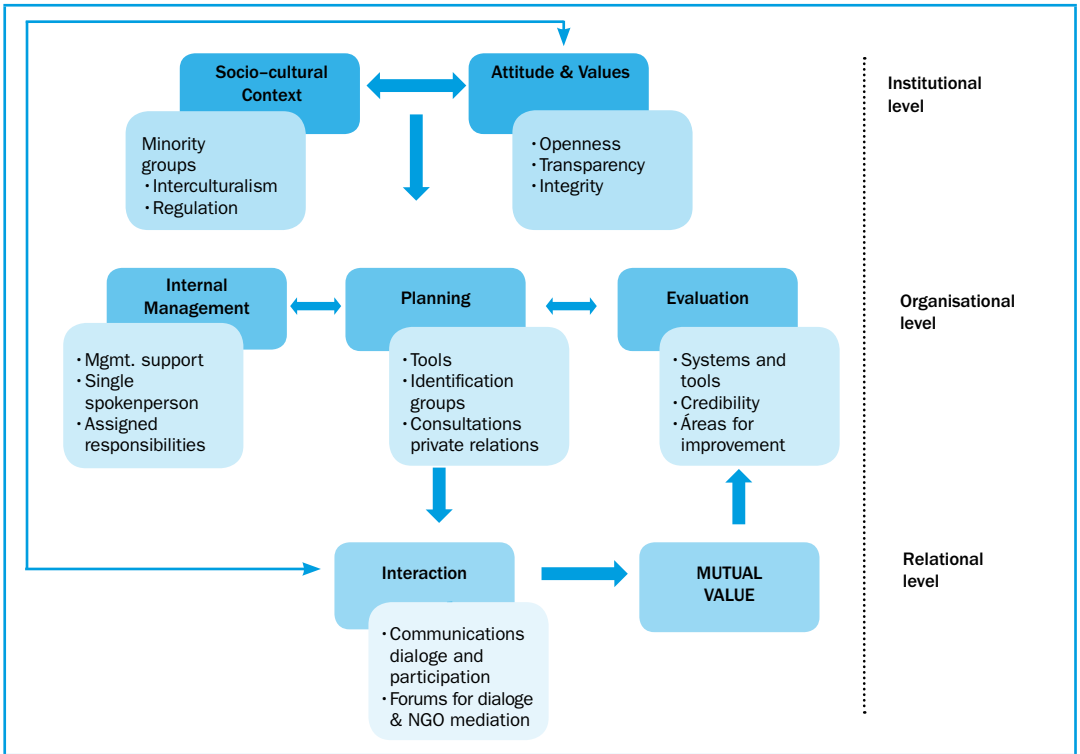 Socio–cultural
Context
Minority
groups
· Interculturalism
· Regulation
Attitude & Values
· Openness
· Transparency
· Integrity
Institutional
level
Internal
Management
· Mgmt. support
· Single
spokenperson
· Assigned
responsibilities
Planning
· Tools
· Identification
groups
· Consultations
private relations
Evaluation
· Systems and
tools
· Credibility
· Áreas for
improvement
Organisational
level
Interaction
· Communications
dialoge and
participation
· Forums for dialoge
& NGO mediation
MUTUAL
VALUE
Relational
level